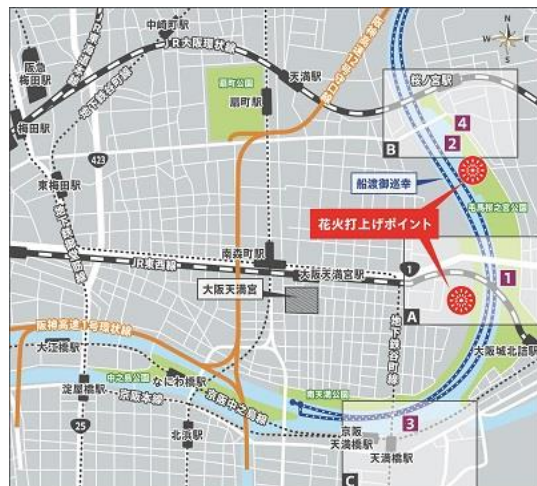 中崎町駅
N
W
E
S
JR大阪環状線
阪急
梅田駅
天満駅
桜ノ宮駅
扇町公園
扇町駅
4
2
B
梅田駅
423
船渡御巡幸
東梅田駅
毛馬桜之宮公園
花火打上げポイント
南森町駅
JR東西線
大阪天満宮駅
1
1
大阪天満宮
A
阪神高速1号環状線
大江橋駅
地下鉄谷町線
大阪城北詰駅
中之島公園
なにわ橋駅
淀屋橋駅
京阪本線
京阪中之島線
南天満公園
25
北浜駅
3
京阪
天満橋駅
天満橋駅
C